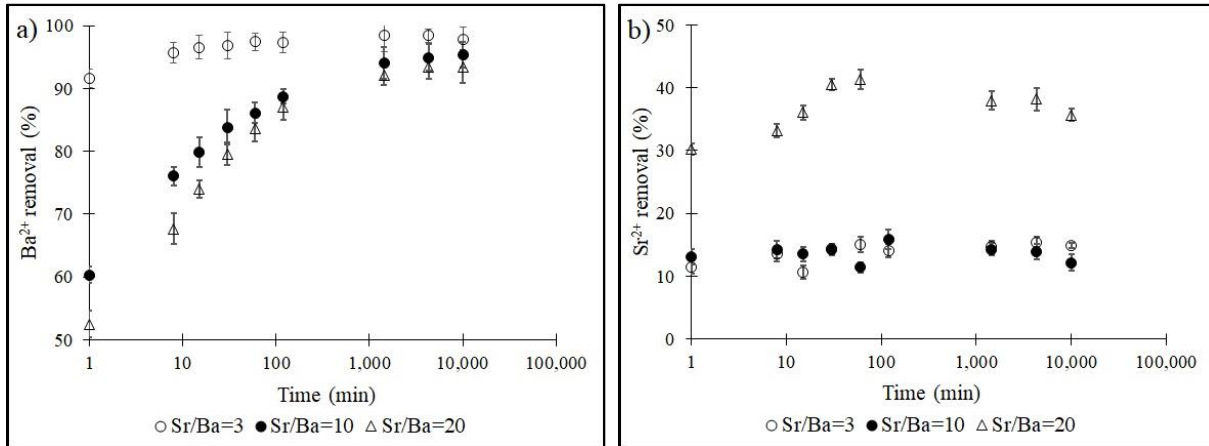 a)
100
90
80
70
60
50
Ba²⁺ removal (%)
1 10 100 1,000 10,000 100,000
Time (min)
○ Sr/Ba=3 ● Sr/Ba=10 △ Sr/Ba=20
b)
50
40
30
20
10
0
Sr²⁺ removal (%)
1 10 100 1,000 10,000 100,000
Time (min)
○ Sr/Ba=3 ● Sr/Ba=10 △ Sr/Ba=20